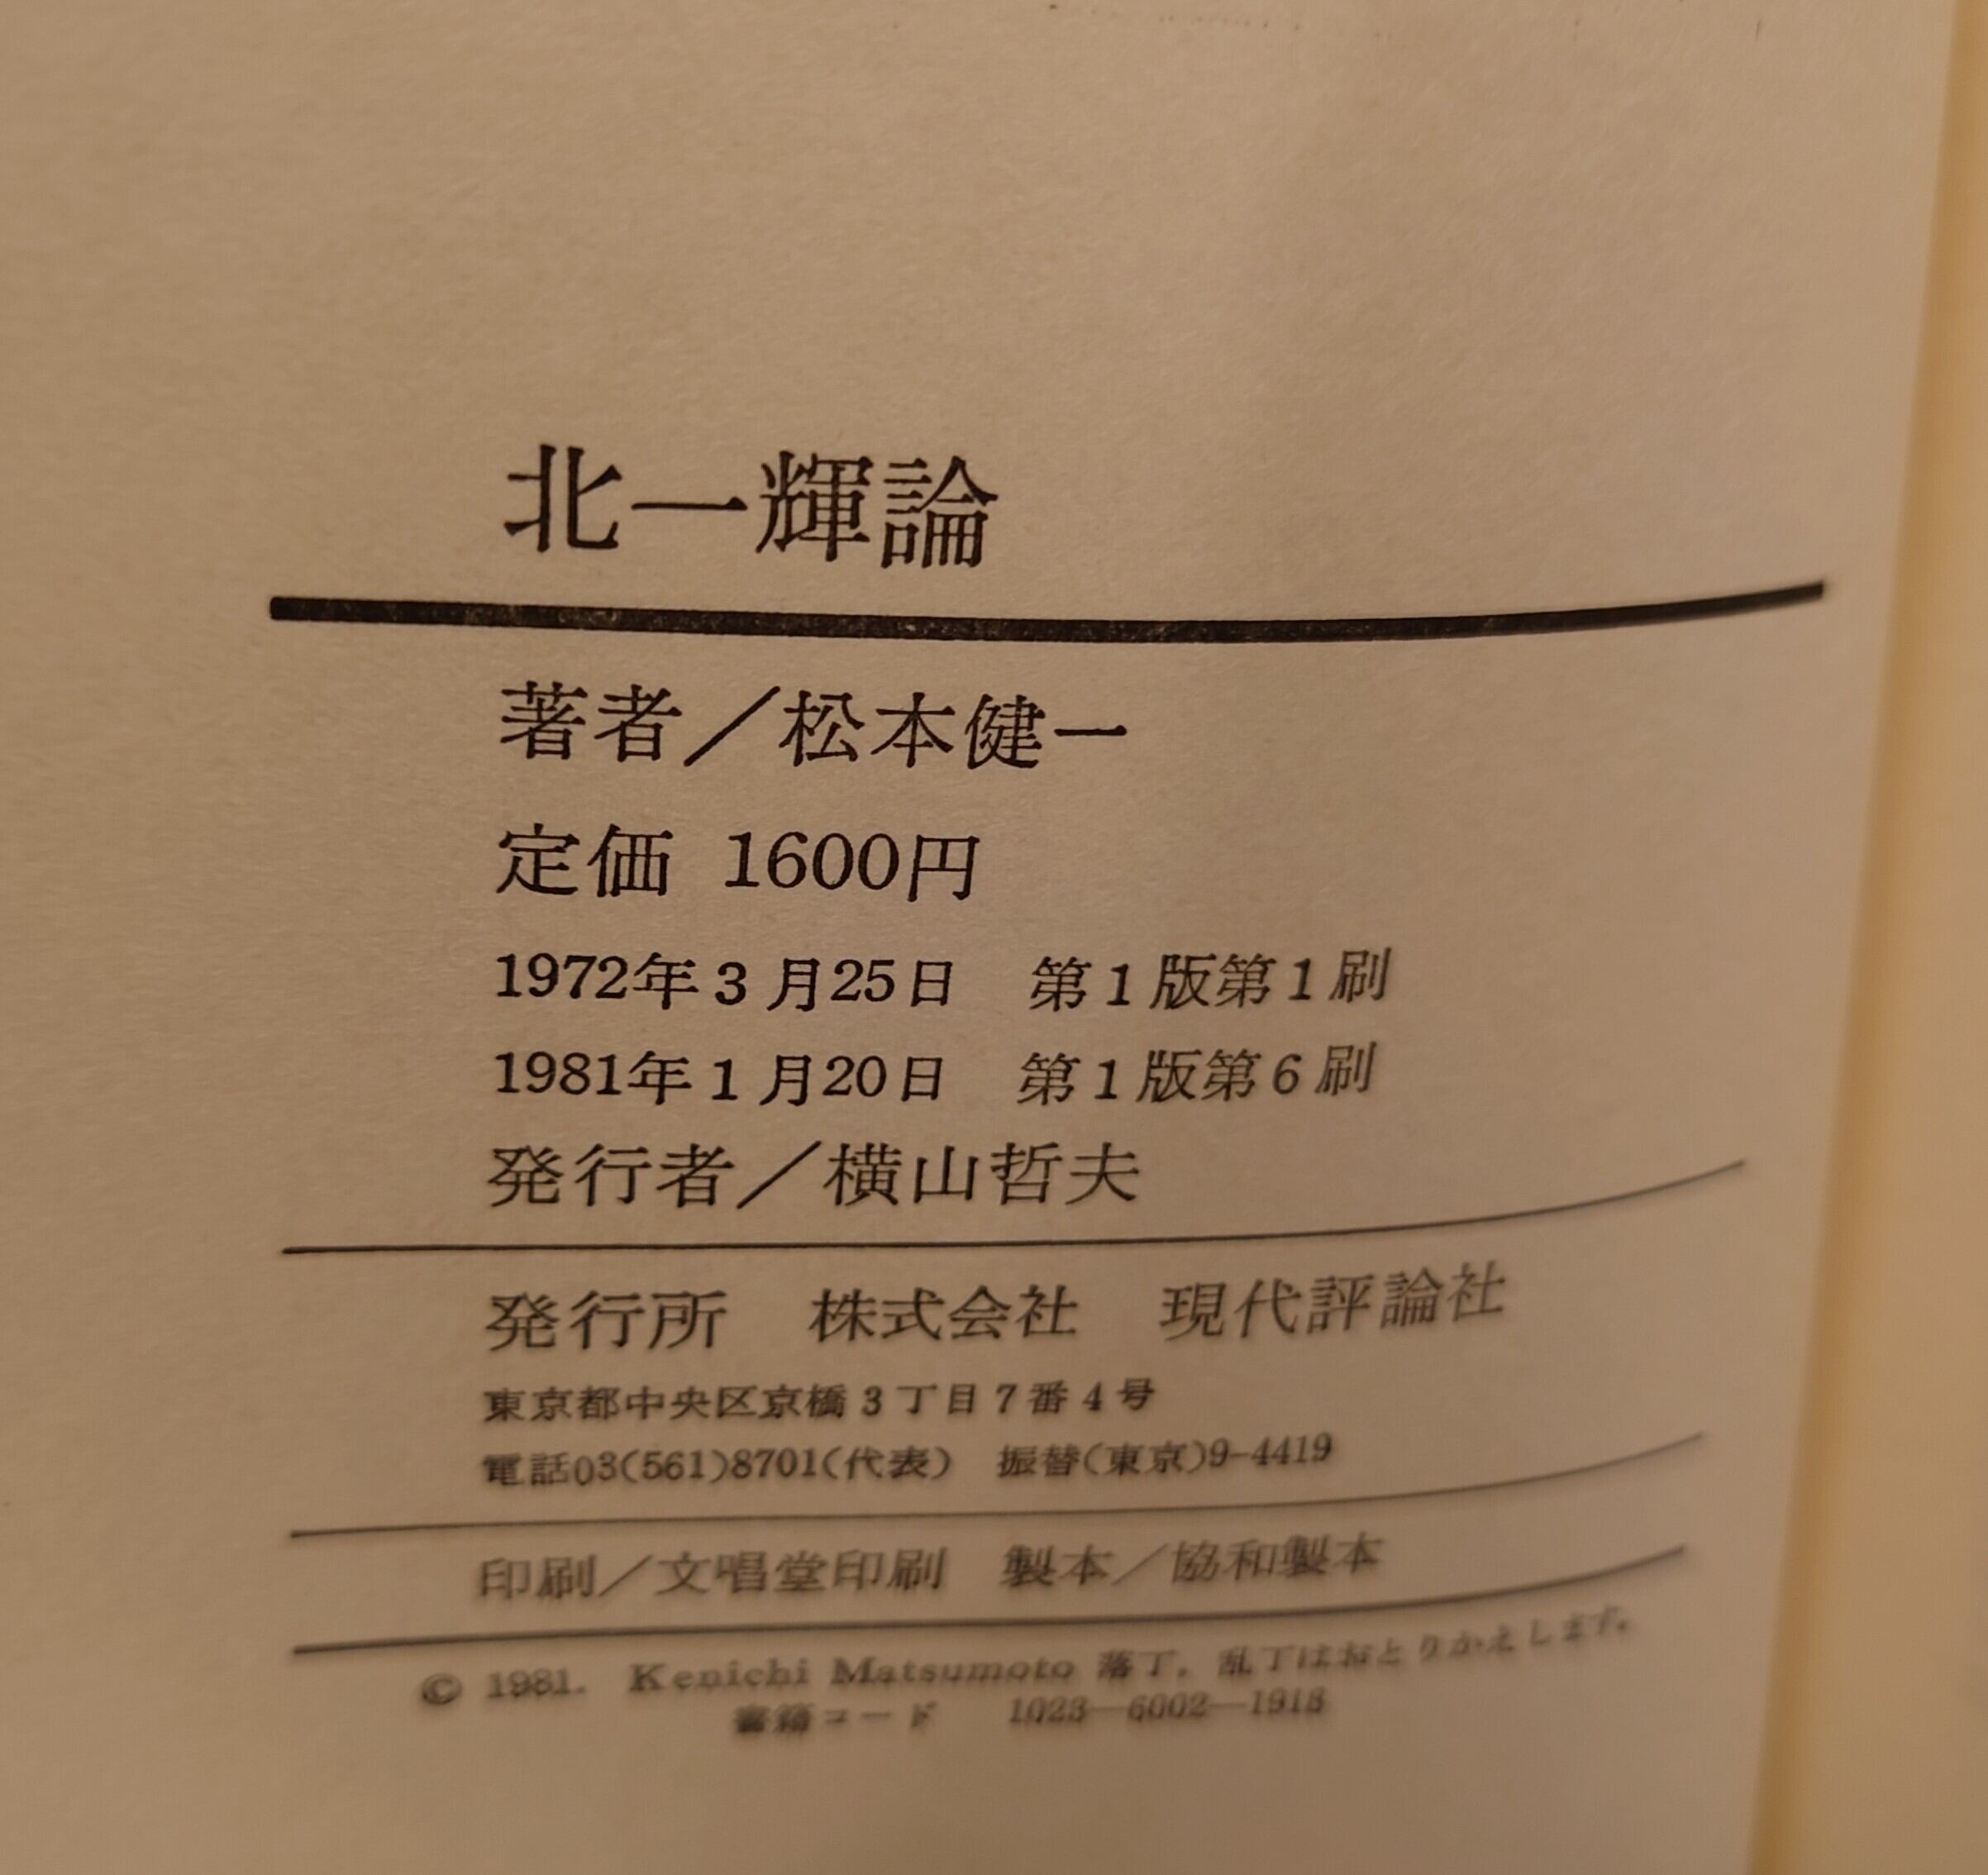 北一輝論
著者／松本健一
定価 1600円
1972年3月25日 第1版第1刷
1981年1月20日 第1版第6刷
発行者／横山哲夫
発行所 株式会社 現代評論社
東京都中央区京橋3丁目7番4号
電話03(561)8701(代表) 振替(東京)9-4419
印刷／文唱堂印刷 製本／協和製本
© 1981. Kenichi Matsumoto 落丁，乱丁はおとりかえします。
書籍コード 1023—6002—1918